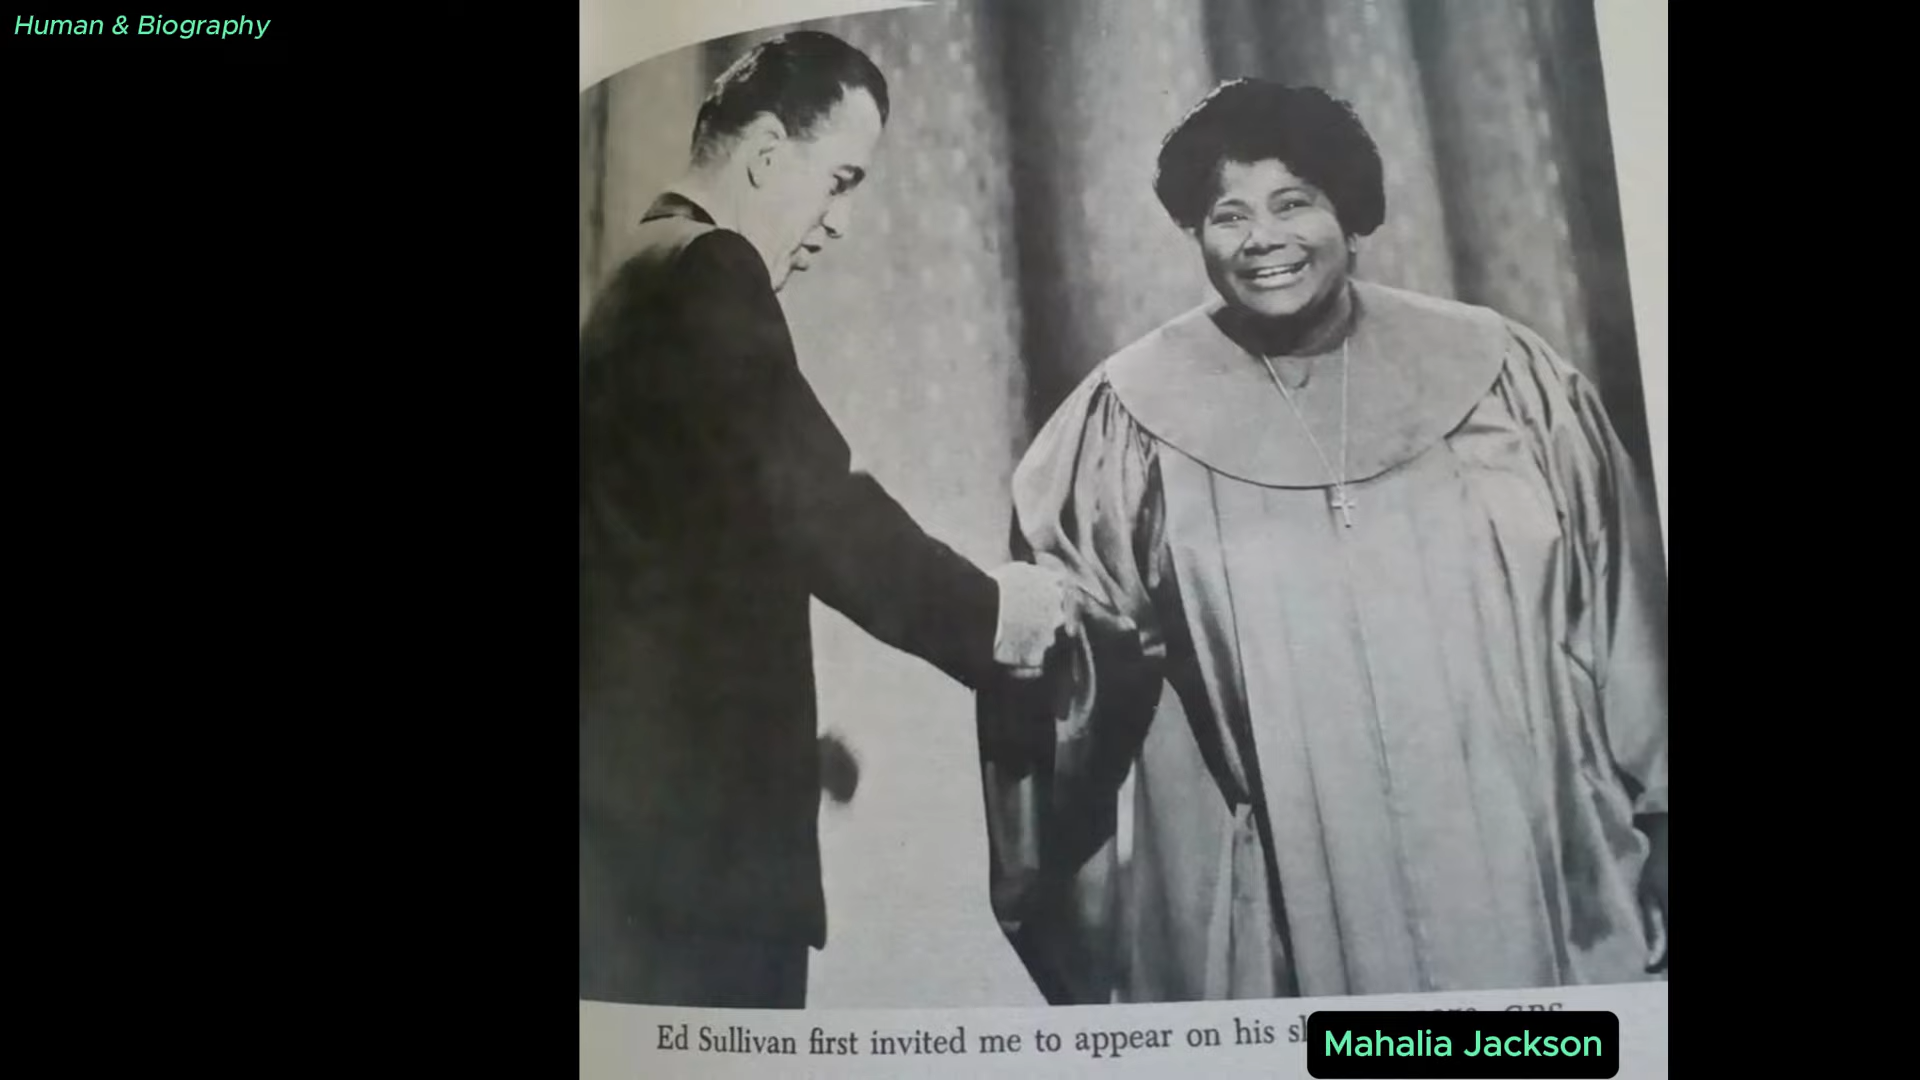 Human & Biography
Ed Sullivan first invited me to appear on his
Mahalia Jackson